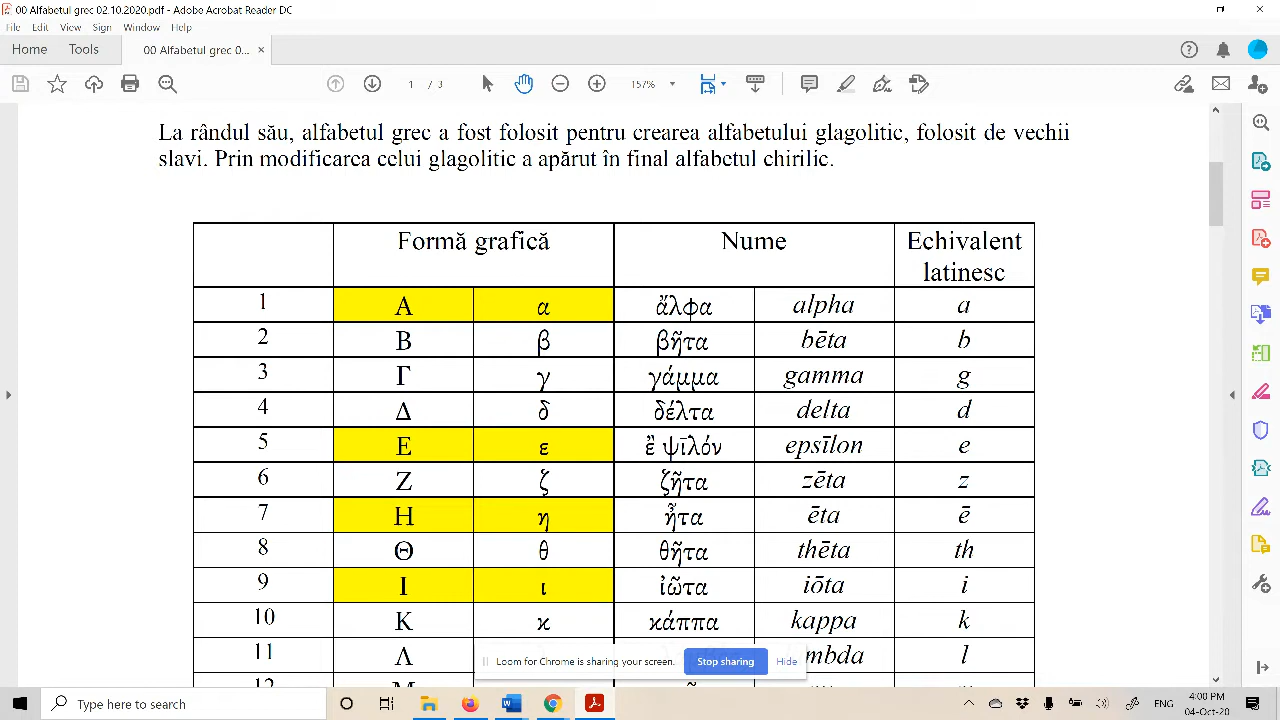 00 Alfabetul grec 02.10.2020.pdf - Adobe Acrobat Reader DC
File Edit View Sign Window Help
Home Tools 00 Alfabetul grec 0... ×
1 / 3 157%
La rândul său, alfabetul grec a fost folosit pentru crearea alfabetului glagolitic, folosit de vechii
slavi. Prin modificarea celui glagolitic a apărut în final alfabetul chirilic.
Formă grafică Nume Echivalent
latinesc
1 Α α ἄλφα alpha a
2 Β β βῆτα bēta b
3 Γ γ γάμμα gamma g
4 Δ δ δέλτα delta d
5 Ε ε ἒ ψῑλόν epsīlon e
6 Ζ ζ ζῆτα zēta z
7 Η η ἦτα ēta ē
8 Θ θ θῆτα thēta th
9 Ι ι ἰῶτα iōta i
10 Κ κ κάππα kappa k
11 Λ mbda l
12
Loom for Chrome is sharing your screen. Stop sharing Hide
Type here to search
ENG 4:00 PM
04-Oct-20